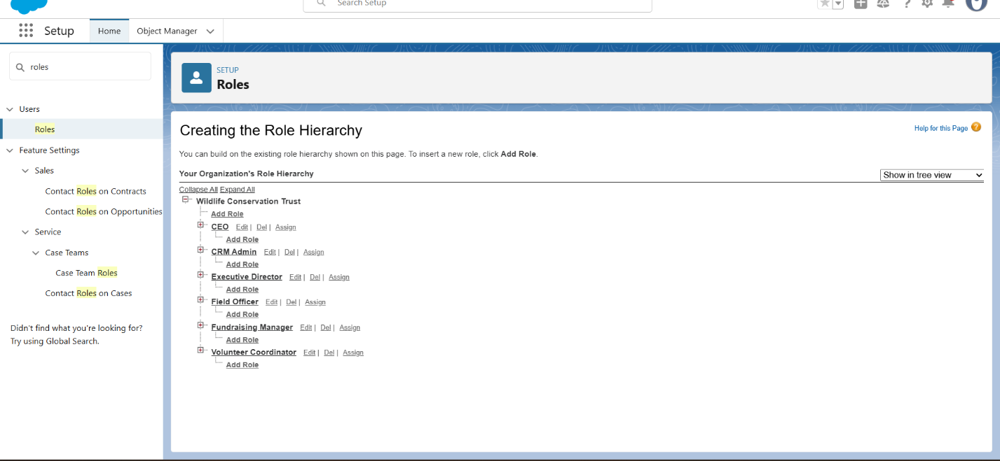 Search Setup
Setup
Home
Object Manager
roles
Users
Roles
Feature Settings
Sales
Contact Roles on Contracts
Contact Roles on Opportunities
Service
Case Teams
Case Team Roles
Contact Roles on Cases
Didn't find what you're looking for?
Try using Global Search.
SETUP
Roles
Creating the Role Hierarchy
Help for this Page
You can build on the existing role hierarchy shown on this page. To insert a new role, click Add Role.
Your Organization's Role Hierarchy
Show in tree view
Collapse All Expand All
Wildlife Conservation Trust
Add Role
CEO Edit | Del | Assign
Add Role
CRM Admin Edit | Del | Assign
Add Role
Executive Director Edit | Del | Assign
Add Role
Field Officer Edit | Del | Assign
Add Role
Fundraising Manager Edit | Del | Assign
Add Role
Volunteer Coordinator Edit | Del | Assign
Add Role